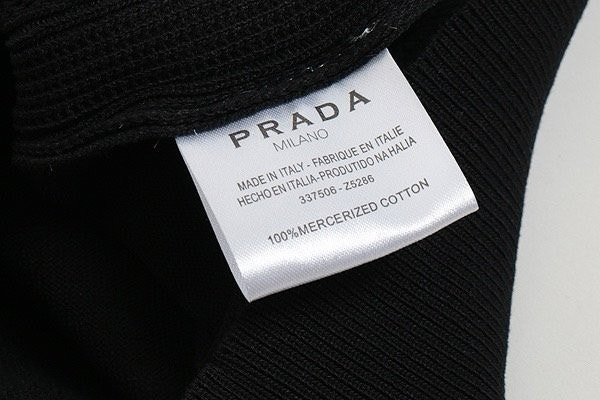 PRADA
MILANO
MADE IN ITALY - FABRIQUE EN ITALIE
HECHO EN ITALIA-PRODUTIDO NA HALIA
337506 - Z5286
100%MERCERIZED COTTON